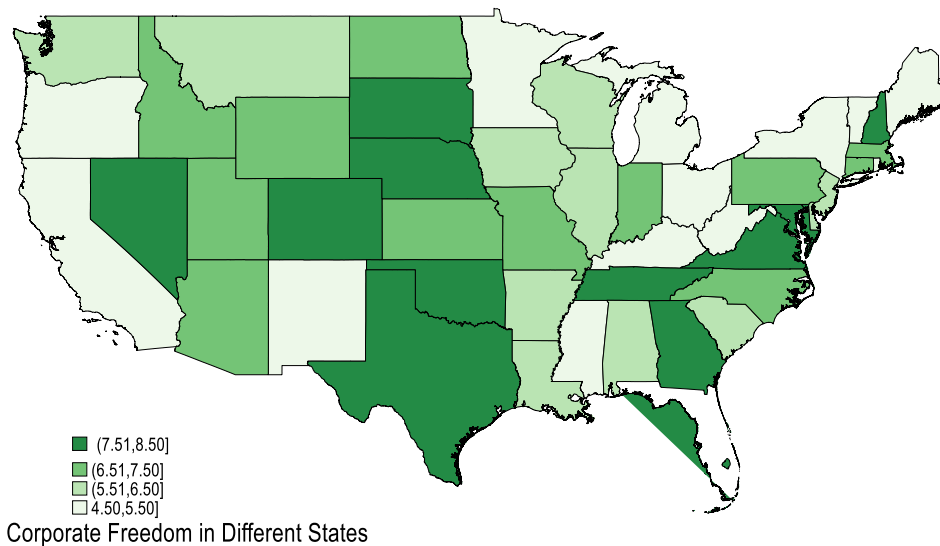 (7.51,8.50]
(6.51,7.50]
(5.51,6.50]
4.50,5.50]
Corporate Freedom in Different States